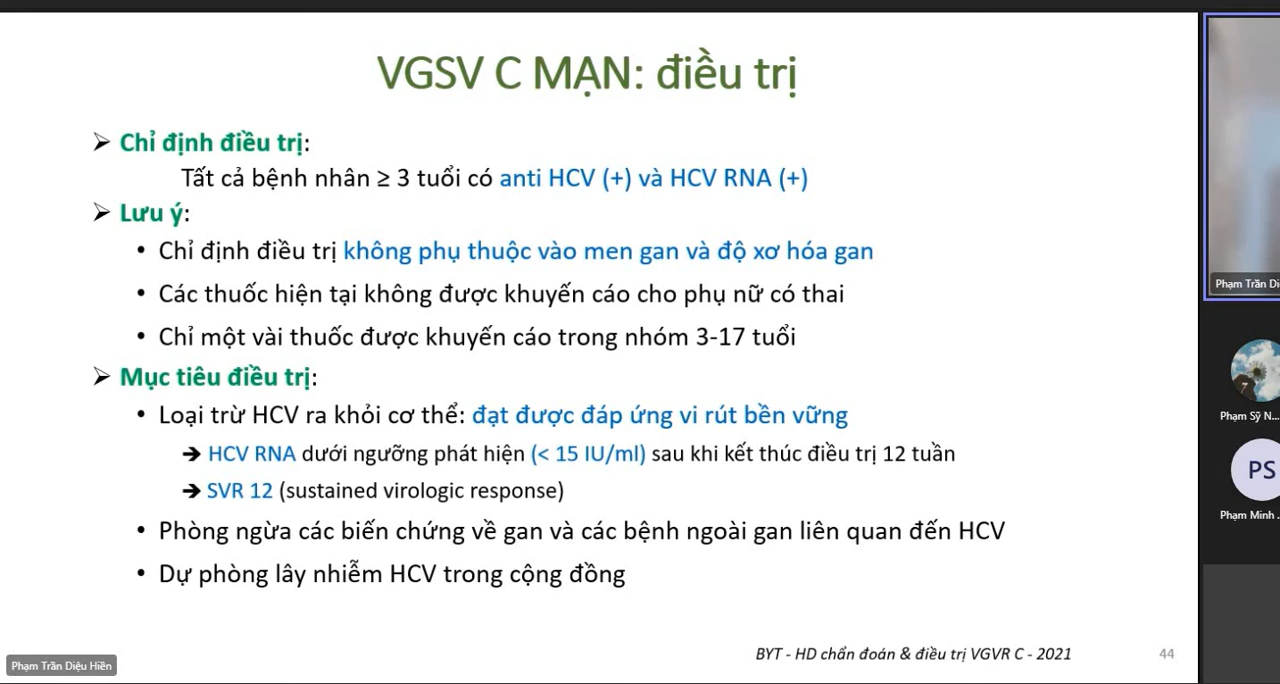 VGSV C MẠN: điều trị
➢ Chỉ định điều trị:
Tất cả bệnh nhân ≥ 3 tuổi có anti HCV (+) và HCV RNA (+)
➢ Lưu ý:
• Chỉ định điều trị không phụ thuộc vào men gan và độ xơ hóa gan
• Các thuốc hiện tại không được khuyến cáo cho phụ nữ có thai
• Chỉ một vài thuốc được khuyến cáo trong nhóm 3-17 tuổi
➢ Mục tiêu điều trị:
• Loại trừ HCV ra khỏi cơ thể: đạt được đáp ứng vi rút bền vững
➔ HCV RNA dưới ngưỡng phát hiện (< 15 IU/ml) sau khi kết thúc điều trị 12 tuần
➔ SVR 12 (sustained virologic response)
• Phòng ngừa các biến chứng về gan và các bệnh ngoài gan liên quan đến HCV
• Dự phòng lây nhiễm HCV trong cộng đồng
BYT - HD chẩn đoán & điều trị VGVR C - 2021
44
Phạm Trần Diệu Hiền
Phạm Trần Di
Phạm Sỹ N...
PS
Phạm Minh .